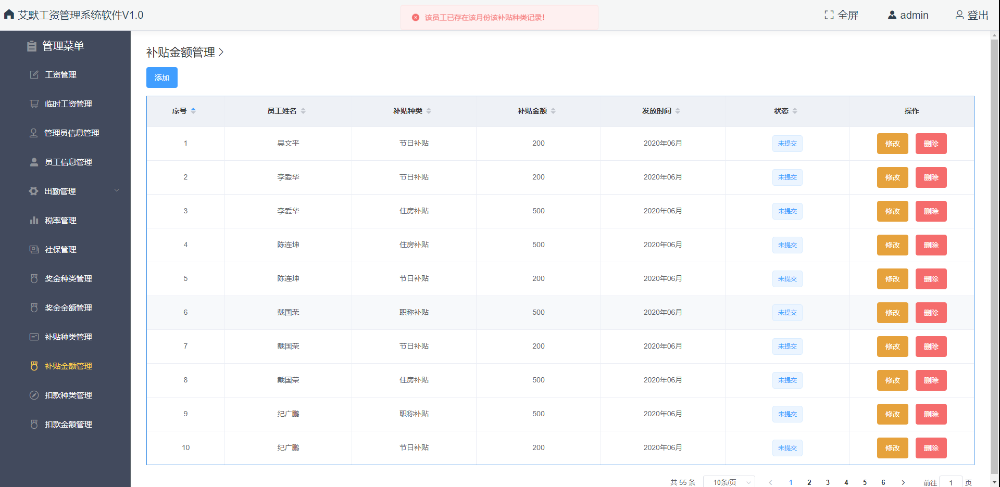 艾默工资管理系统软件V1.0
该员工已存在该月份该补贴种类记录!
全屏
admin
登出
管理菜单
工资管理
临时工资管理
管理员信息管理
员工信息管理
出勤管理
税率管理
社保管理
奖金种类管理
奖金金额管理
补贴种类管理
补贴金额管理
扣款种类管理
扣款金额管理
补贴金额管理
添加
序号 员工姓名 补贴种类 补贴金额 发放时间 状态 操作
1 吴文平 节日补贴 200 2020年06月 未提交 修改 删除
2 李爱华 节日补贴 200 2020年06月 未提交 修改 删除
3 李爱华 住房补贴 500 2020年06月 未提交 修改 删除
4 陈连坤 住房补贴 500 2020年06月 未提交 修改 删除
5 陈连坤 节日补贴 200 2020年06月 未提交 修改 删除
6 戴国荣 职称补贴 500 2020年06月 未提交 修改 删除
7 戴国荣 节日补贴 200 2020年06月 未提交 修改 删除
8 戴国荣 住房补贴 500 2020年06月 未提交 修改 删除
9 纪广鹏 职称补贴 500 2020年06月 未提交 修改 删除
10 纪广鹏 节日补贴 200 2020年06月 未提交 修改 删除
共 55 条 10条/页 1 2 3 4 5 6 前往 1 页